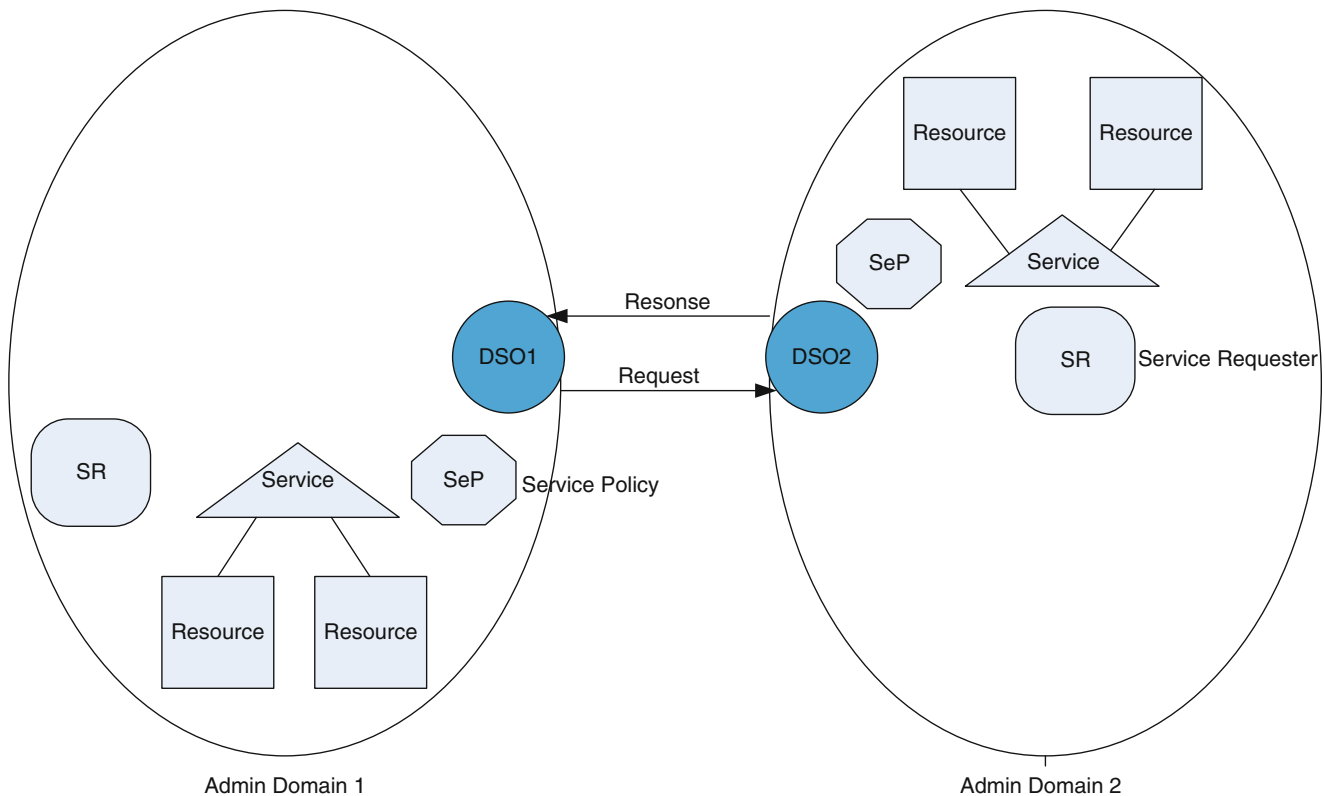 Resource
Resource
SeP
Service
Resonse
DSO1
DSO2
SR
Service Requester
Request
SR
Service
SeP
Service Policy
Resource
Resource
Admin Domain 1
Admin Domain 2